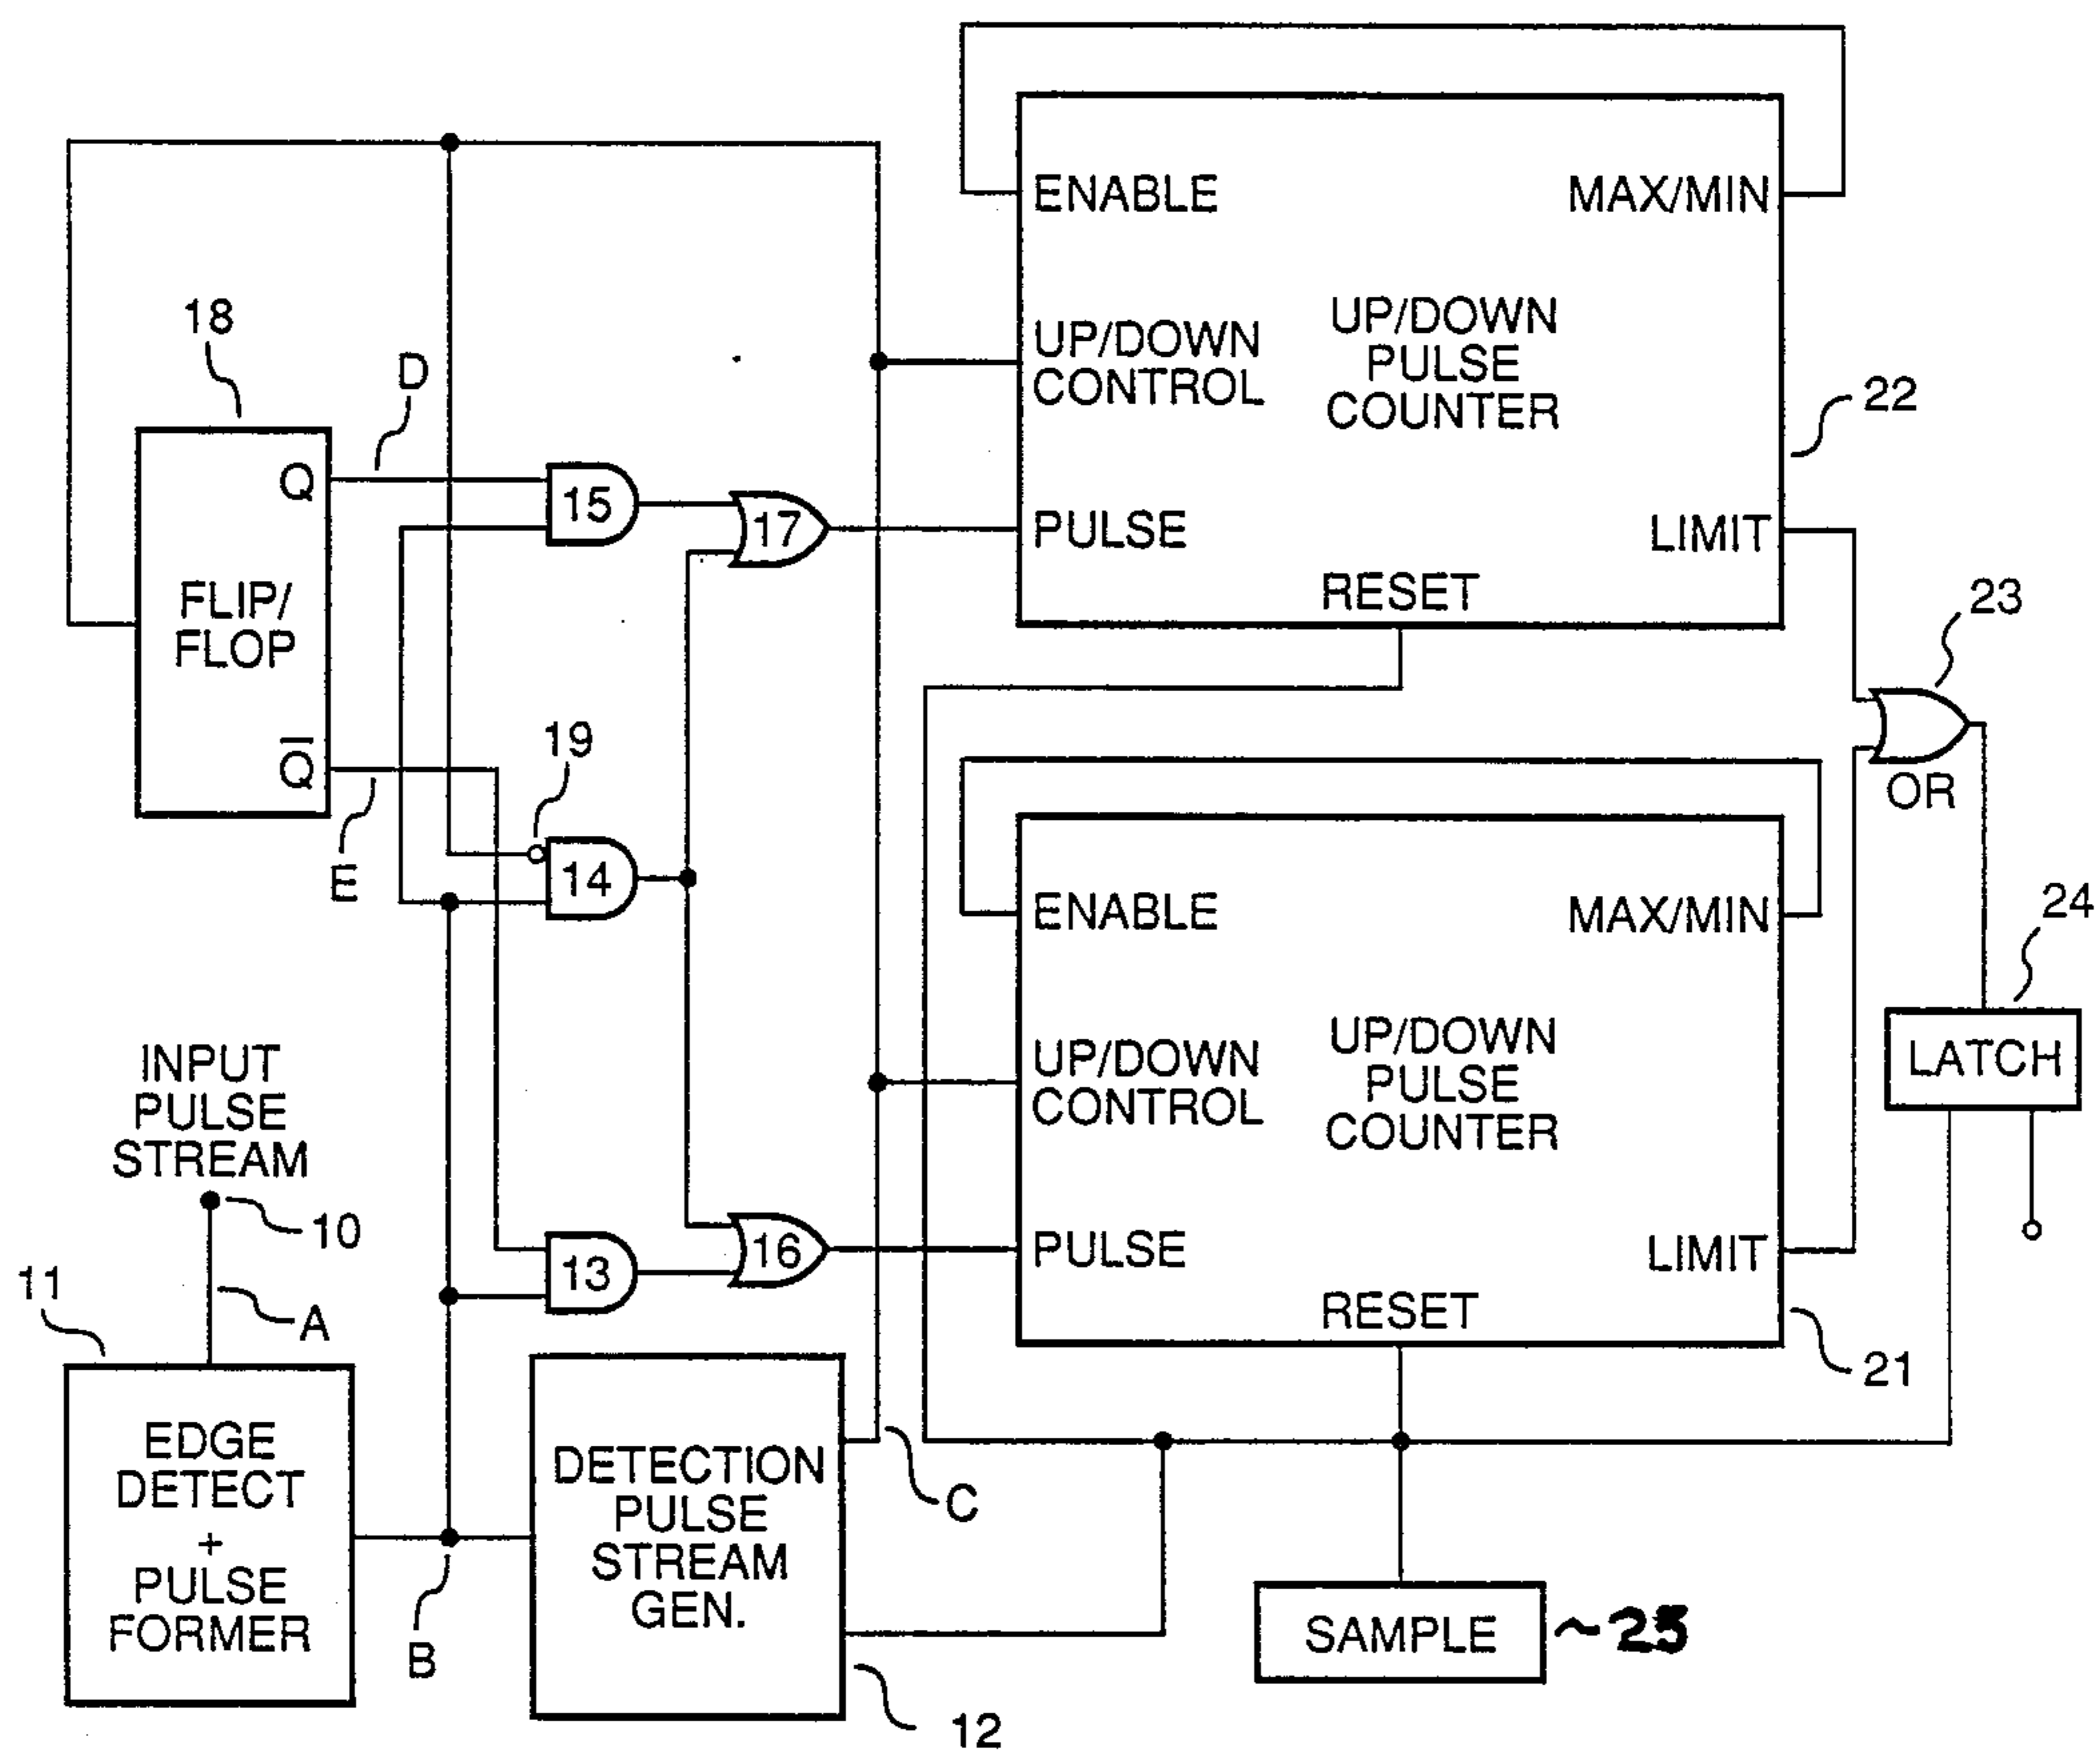 ENABLE
MAX/MIN
UP/DOWN
CONTROL
UP/DOWN
PULSE
COUNTER
22
PULSE
LIMIT
RESET
18
D
Q
FLIP/
FLOP
Q̅
E
15
17
19
14
23
OR
ENABLE
MAX/MIN
24
LATCH
UP/DOWN
CONTROL
UP/DOWN
PULSE
COUNTER
INPUT
PULSE
STREAM
10
A
13
16
PULSE
LIMIT
RESET
21
11
EDGE
DETECT
+
PULSE
FORMER
B
DETECTION
PULSE
STREAM
GEN.
C
12
SAMPLE
~25